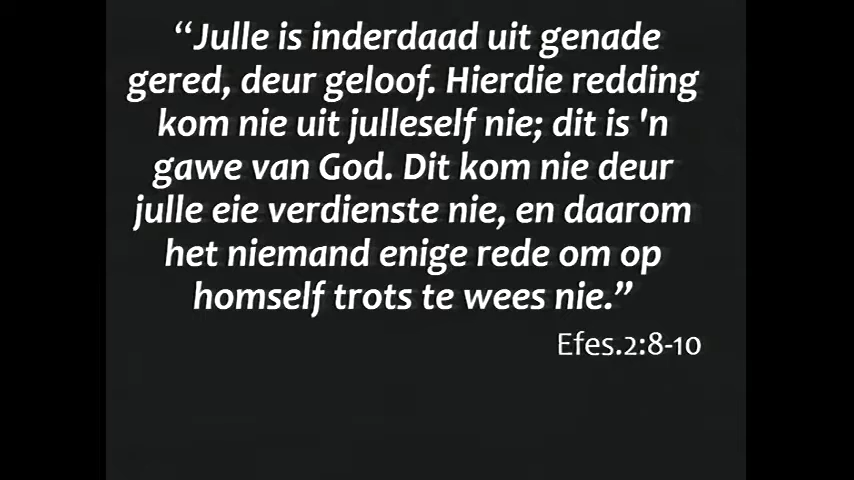 “Julle is inderdaad uit genade
gered, deur geloof. Hierdie redding
kom nie uit julleself nie; dit is 'n
gawe van God. Dit kom nie deur
julle eie verdienste nie, en daarom
het niemand enige rede om op
homself trots te wees nie.”
Efes.2:8-10